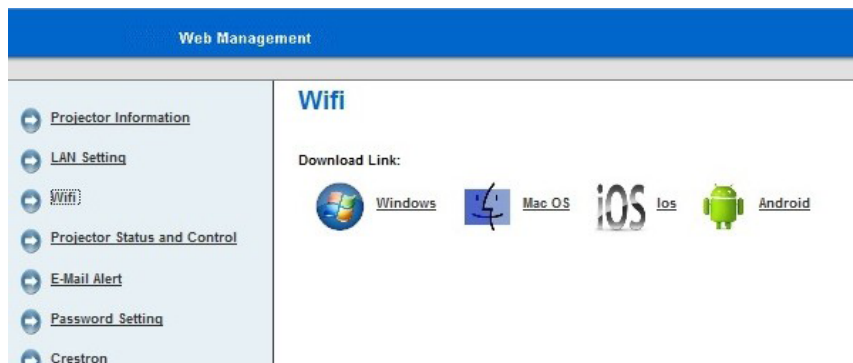 Web Management
Projector Information
LAN Setting
Wifi
Projector Status and Control
E-Mail Alert
Password Setting
Crestron
Wifi
Download Link:
Windows
Mac OS
iOS
Ios
Android